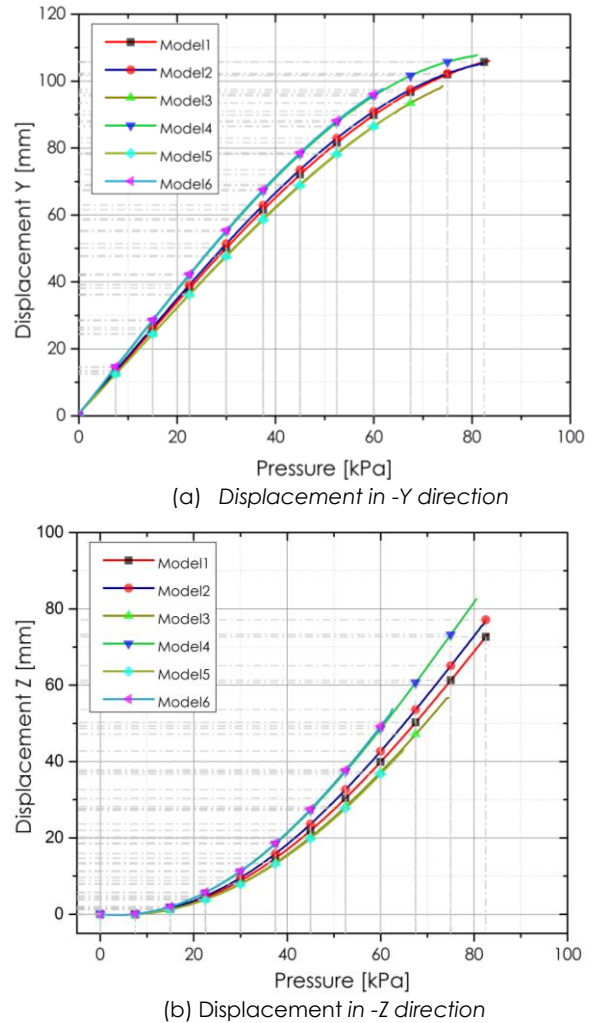 120
100
80
60
40
20
0
Displacement Y [mm]
Model1
Model2
Model3
Model4
Model5
Model6
0 20 40 60 80 100
Pressure [kPa]
(a) Displacement in -Y direction
100
80
60
40
20
0
Displacement Z [mm]
Model1
Model2
Model3
Model4
Model5
Model6
0 20 40 60 80 100
Pressure [kPa]
(b) Displacement in -Z direction